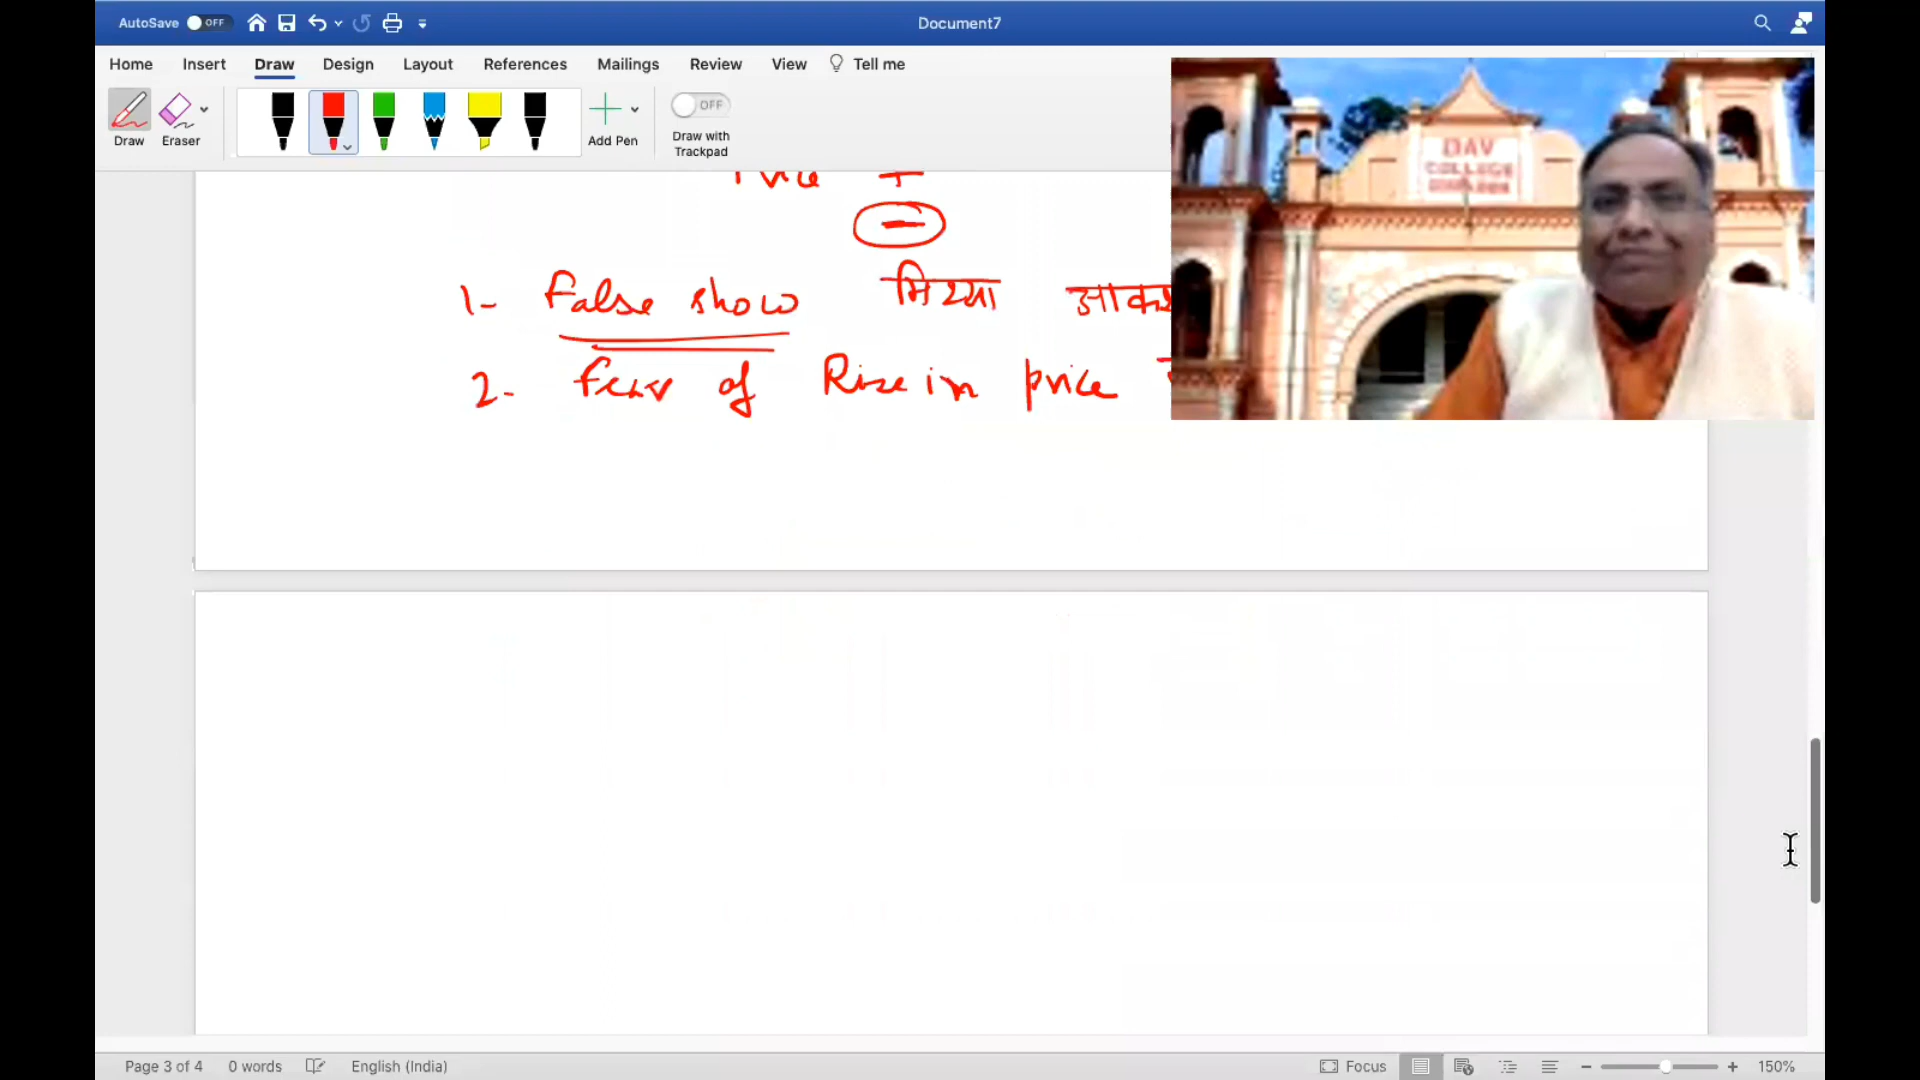 AutoSave OFF
Document7
Home Insert Draw Design Layout References Mailings Review View Tell me
OFF
Draw Eraser Add Pen Draw with Trackpad
DAV
COLLEGE
Price +
-
1- False show मिथ्या
2- fear of Rise in price
Page 3 of 4 0 words English (India) Focus 150%